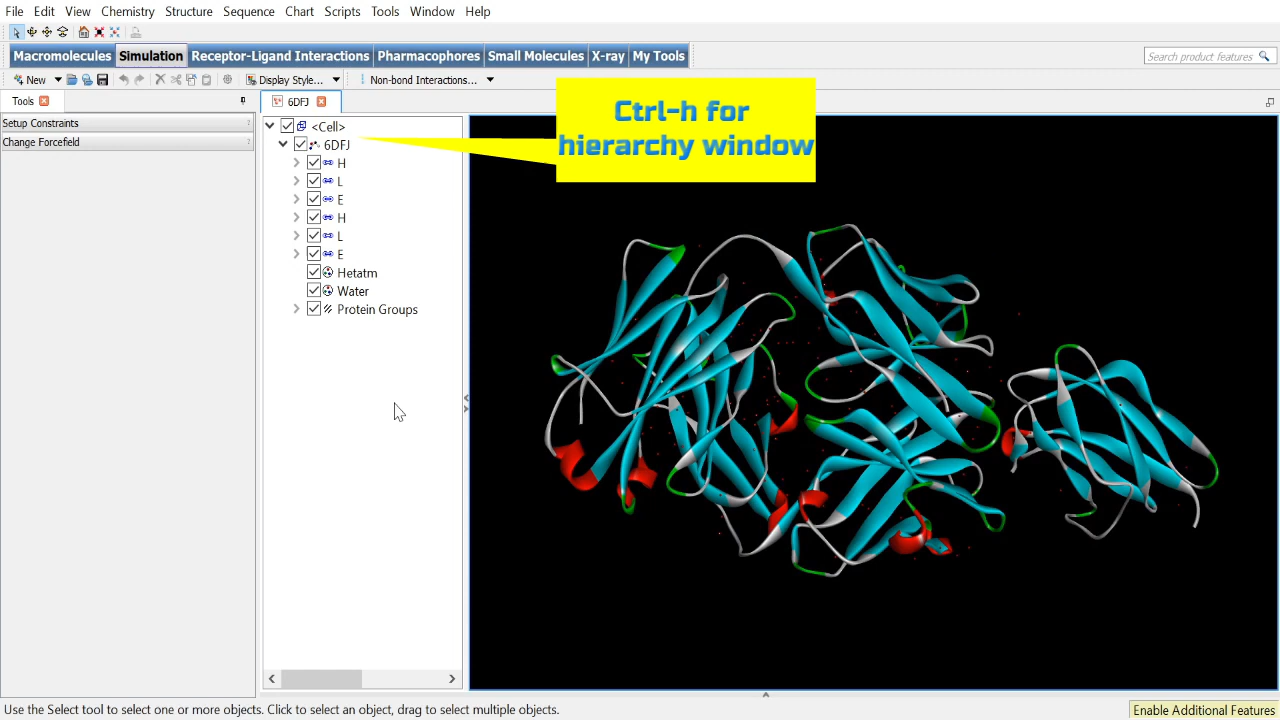 File Edit View Chemistry Structure Sequence Chart Scripts Tools Window Help
Macromolecules Simulation Receptor-Ligand Interactions Pharmacophores Small Molecules X-ray My Tools
Search product features
New Display Style... Non-bond Interactions...
Tools
6DFJ
Ctrl-h for
hierarchy window
Setup Constraints
Change Forcefield
<Cell>
6DFJ
H
L
E
H
L
E
Hetatm
Water
Protein Groups
Use the Select tool to select one or more objects. Click to select an object, drag to select multiple objects.
Enable Additional Features